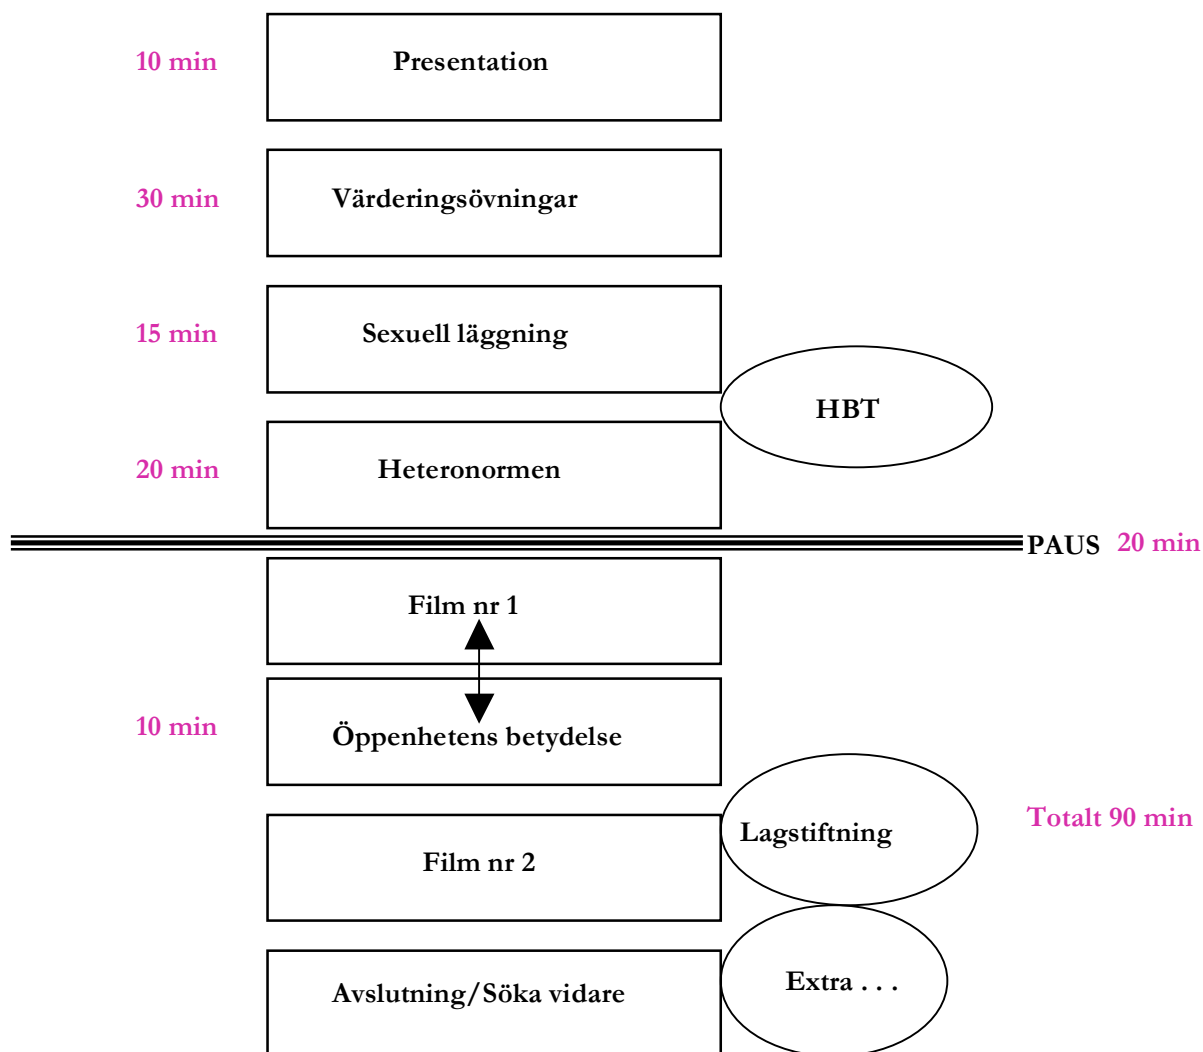 10 min Presentation
30 min Värderingsövningar
15 min Sexuell läggning
HBT
20 min Heteronormen
PAUS 20 min
Film nr 1
10 min Öppenhetens betydelse
Totalt 90 min
Lagstiftning
Film nr 2
Extra . . .
Avslutning/Söka vidare